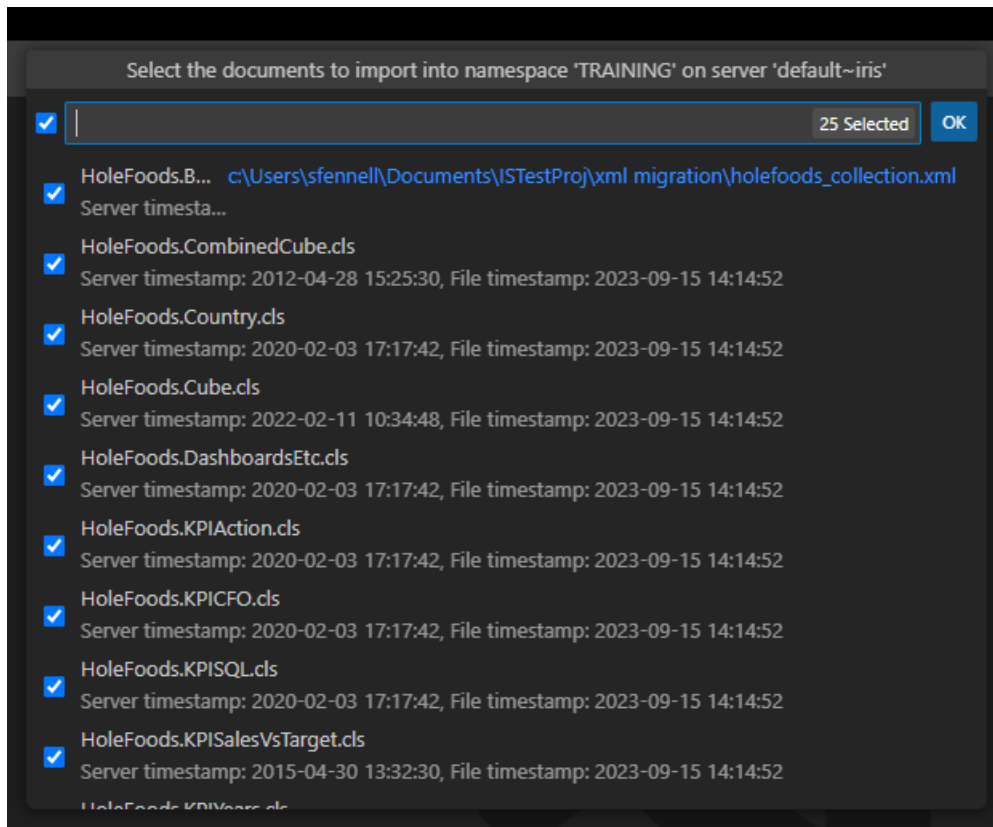 Select the documents to import into namespace 'TRAINING' on server 'default~iris'
25 Selected OK
HoleFoods.B... c:\Users\sfennell\Documents\ISTestProj\xml migration\holefoods_collection.xml
Server timesta...
HoleFoods.CombinedCube.cls
Server timestamp: 2012-04-28 15:25:30, File timestamp: 2023-09-15 14:14:52
HoleFoods.Country.cls
Server timestamp: 2020-02-03 17:17:42, File timestamp: 2023-09-15 14:14:52
HoleFoods.Cube.cls
Server timestamp: 2022-02-11 10:34:48, File timestamp: 2023-09-15 14:14:52
HoleFoods.DashboardsEtc.cls
Server timestamp: 2020-02-03 17:17:42, File timestamp: 2023-09-15 14:14:52
HoleFoods.KPIAction.cls
Server timestamp: 2020-02-03 17:17:42, File timestamp: 2023-09-15 14:14:52
HoleFoods.KPICFO.cls
Server timestamp: 2020-02-03 17:17:42, File timestamp: 2023-09-15 14:14:52
HoleFoods.KPISQL.cls
Server timestamp: 2020-02-03 17:17:42, File timestamp: 2023-09-15 14:14:52
HoleFoods.KPISalesVsTarget.cls
Server timestamp: 2015-04-30 13:32:30, File timestamp: 2023-09-15 14:14:52
HoleFoods.KPIYears.cls